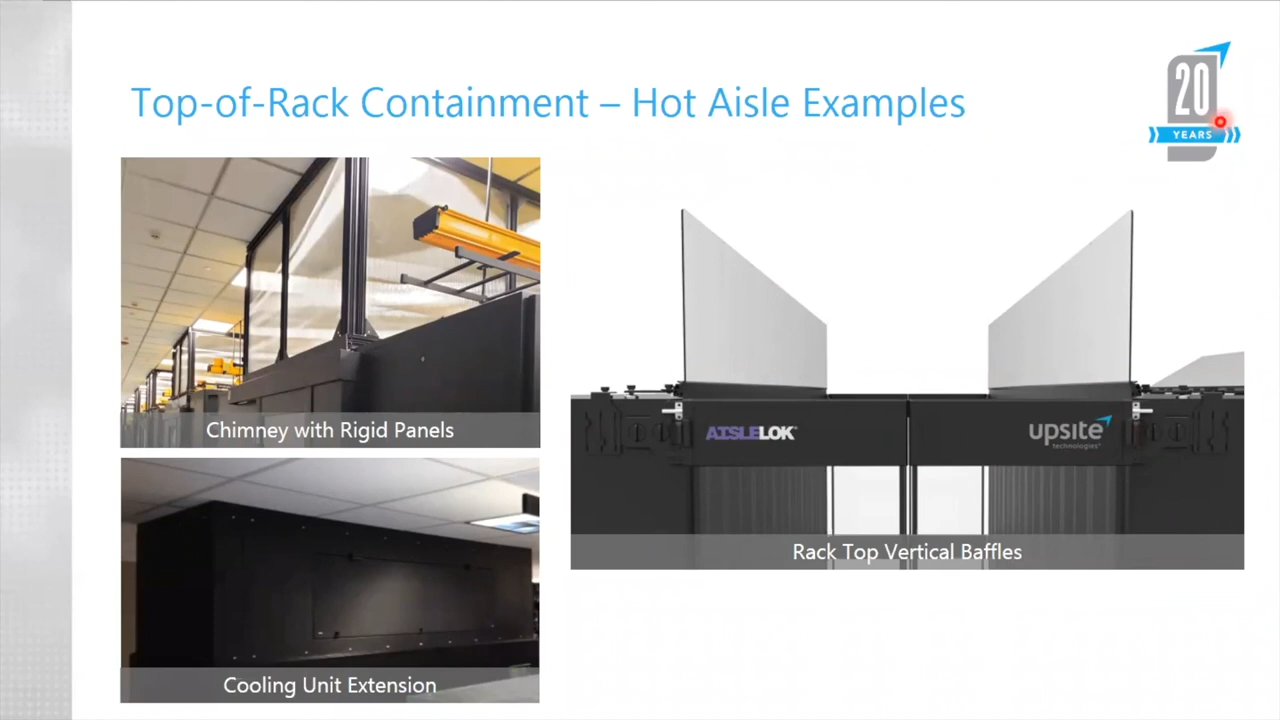 20
YEARS
Top-of-Rack Containment – Hot Aisle Examples
Chimney with Rigid Panels
AISLELOK®
upsite
technologies®
Rack Top Vertical Baffles
Cooling Unit Extension